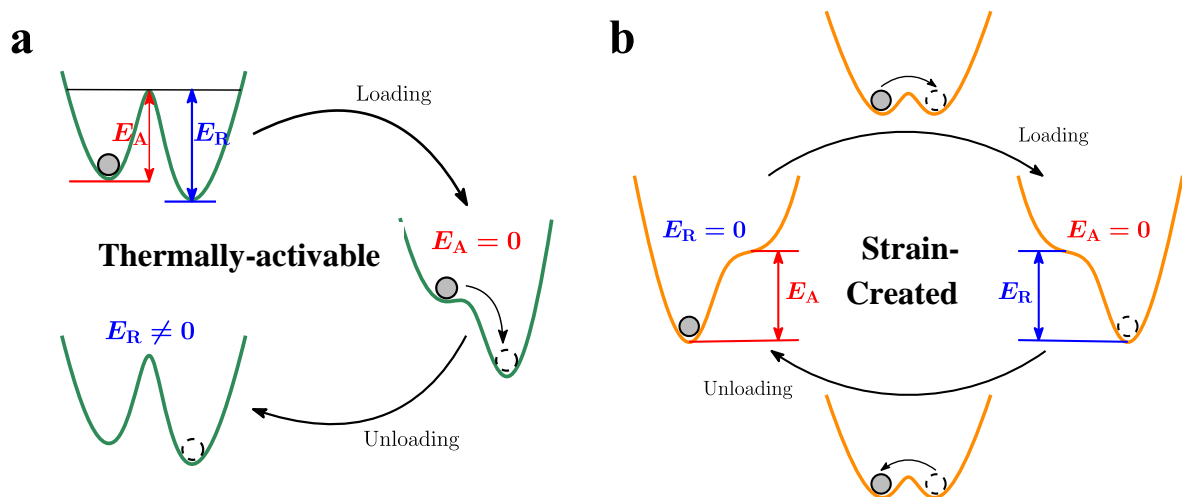 a
Loading
E_A
E_R
E_A = 0
Thermally-activable
E_R ≠ 0
Unloading
b
Loading
E_R = 0
E_A = 0
Strain-
Created
E_A
E_R
Unloading